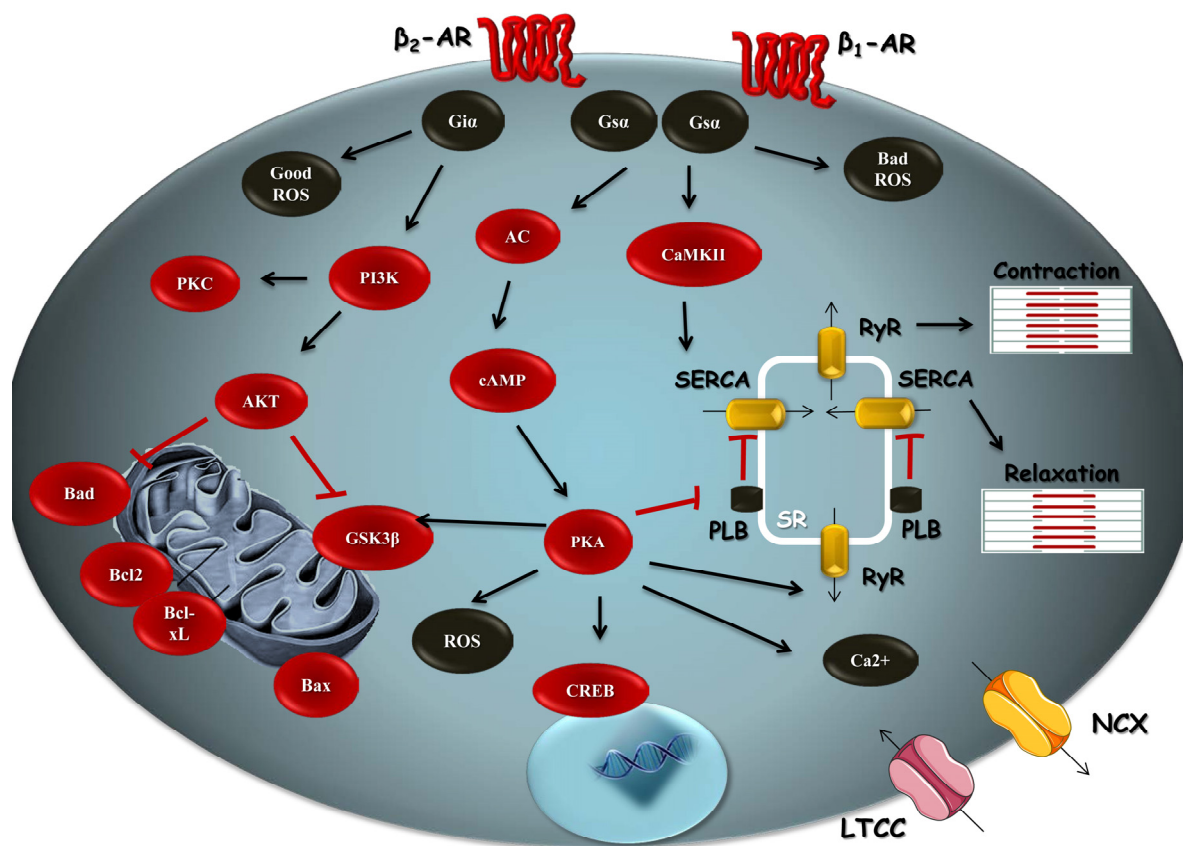 β₂-AR
β₁-AR
Giα
Gsα
Gsα
Good
ROS
Bad
ROS
AC
CaMKII
PKC
PI3K
Contraction
RyR
cAMP
SERCA
SERCA
AKT
Bad
Relaxation
PLB
SR
PLB
GSK3β
PKA
Bcl2
RyR
Bcl-
xL
ROS
Ca2+
Bax
CREB
NCX
LTCC